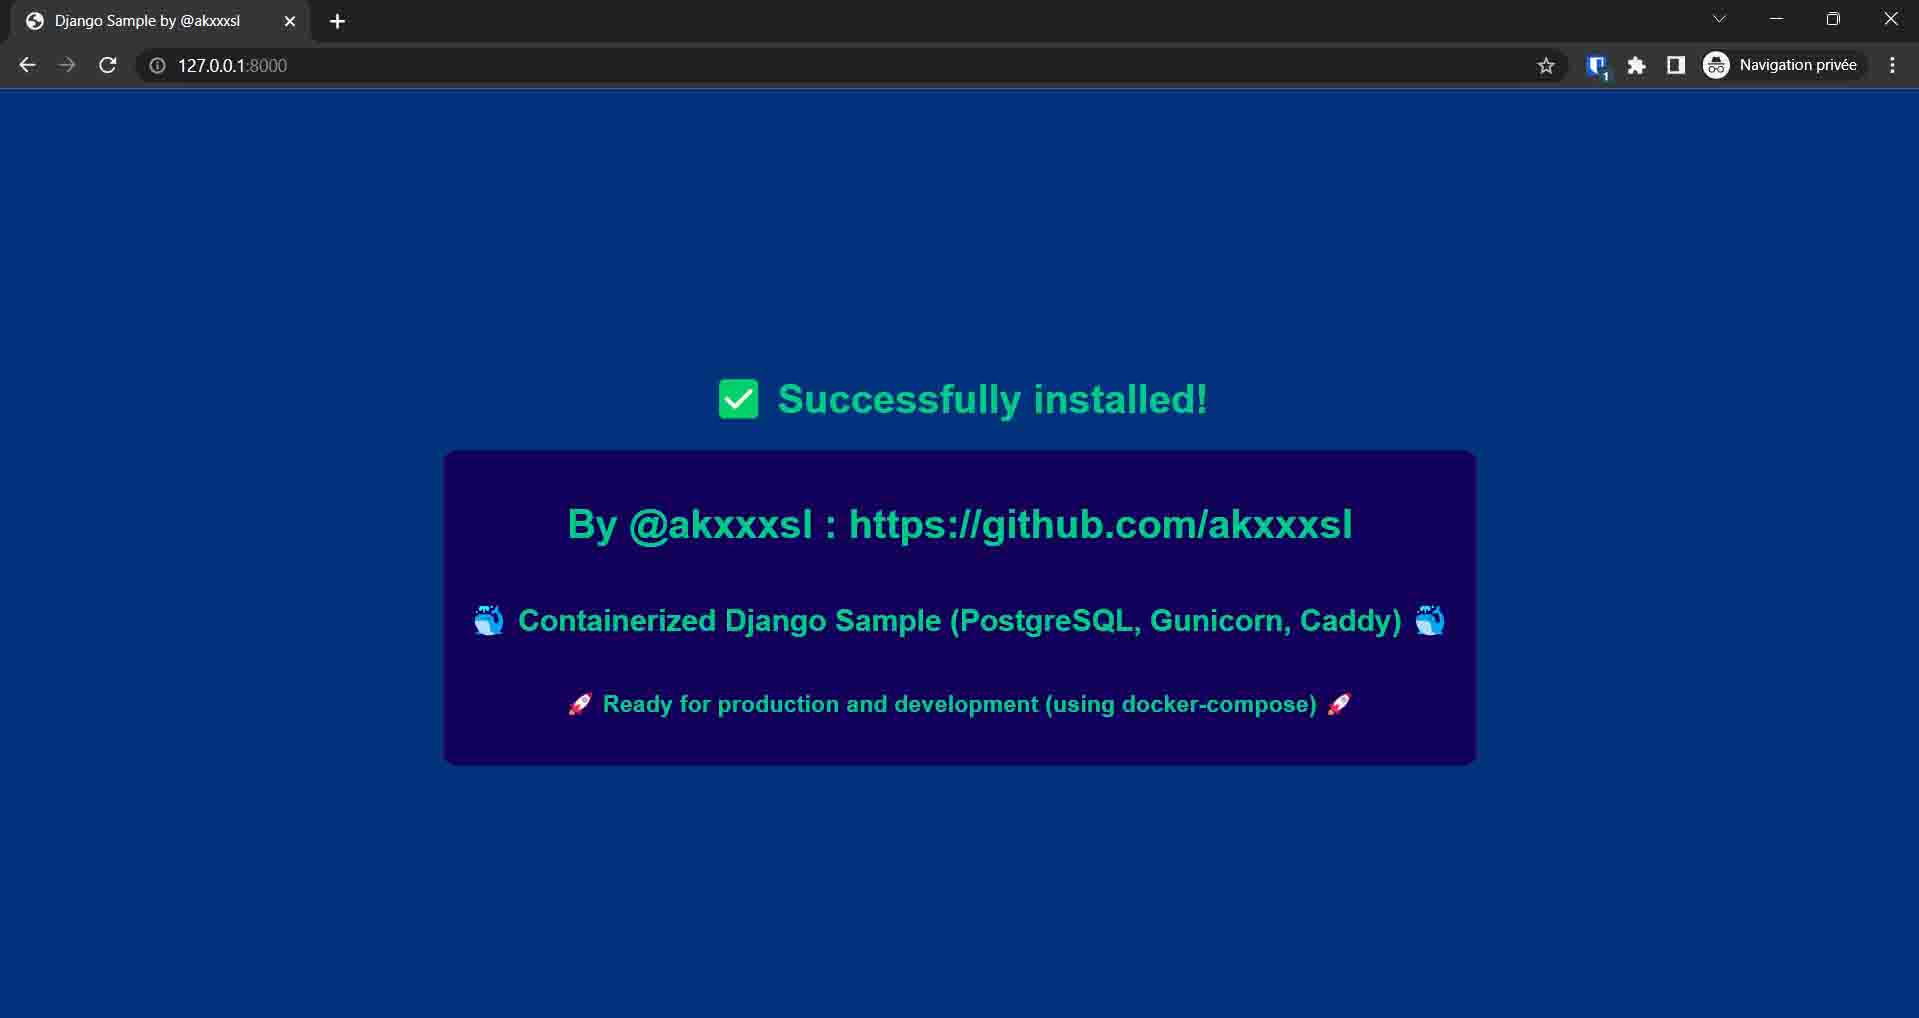 Django Sample by @akxxxsl
127.0.0.1:8000
1
Navigation privée
✅ Successfully installed!
By @akxxxsl : https://github.com/akxxxsl
🐳 Containerized Django Sample (PostgreSQL, Gunicorn, Caddy) 🐳
🚀 Ready for production and development (using docker-compose) 🚀